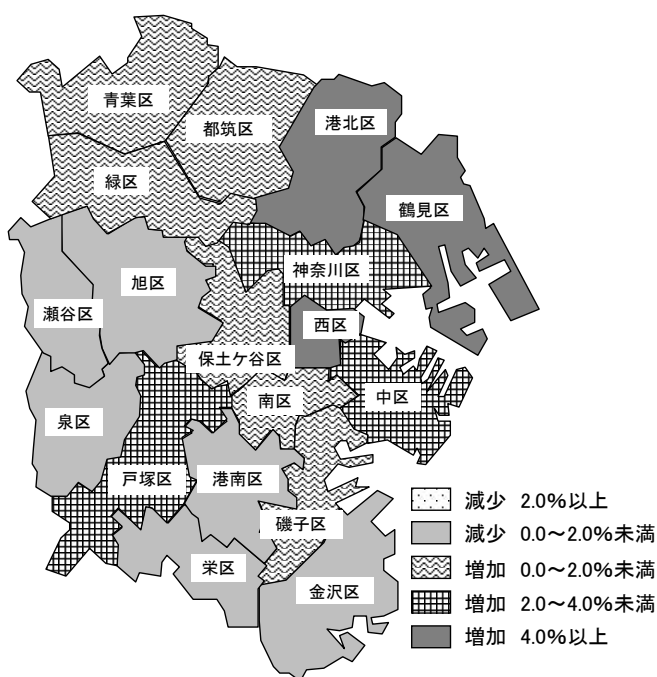 青葉区
都筑区
港北区
緑区
鶴見区
神奈川区
旭区
瀬谷区
西区
保土ケ谷区
南区
中区
泉区
戸塚区
港南区
磯子区
栄区
金沢区
減少 2.0%以上
減少 0.0~2.0%未満
増加 0.0~2.0%未満
増加 2.0~4.0%未満
増加 4.0%以上